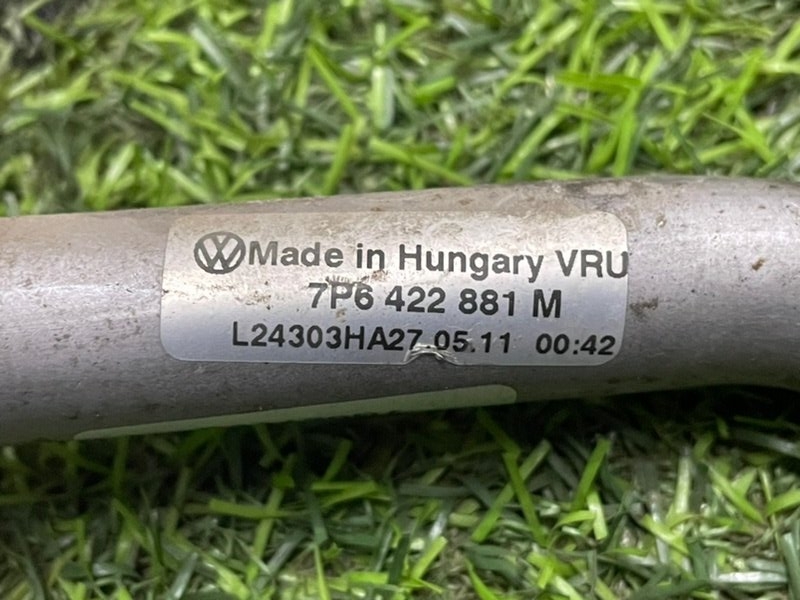 Made in Hungary VRU
7P6 422 881 M
L24303HA27.05.11 00:42